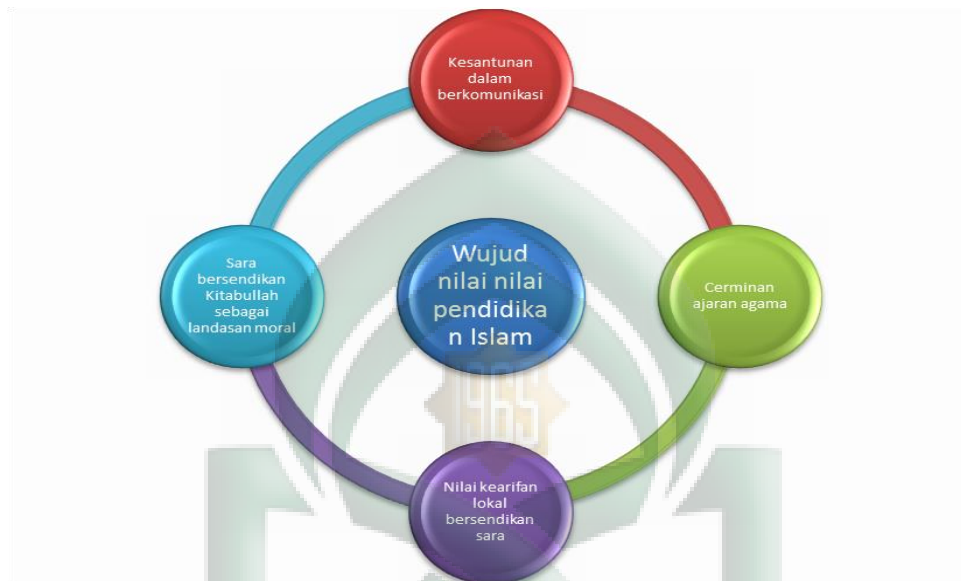 Kesantunan
dalam
berkomunikasi
Sara
bersendikan
Kitabullah
sebagai
landasan moral
Wujud
nilai nilai
pendidika
n Islam
Cerminan
ajaran agama
1965
Nilai kearifan
lokal
bersendikan
sara